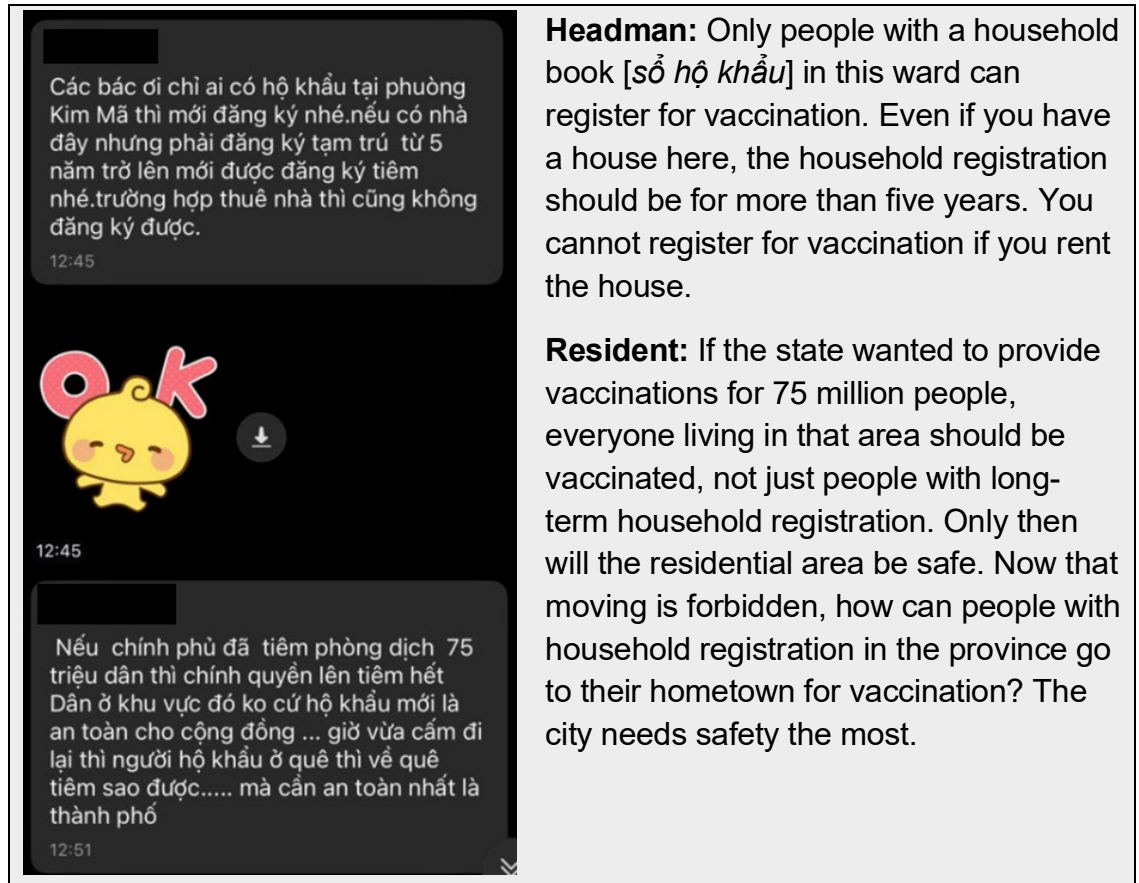 Các bác ơi chỉ ai có hộ khẩu tại phuòng
Kim Mã thì mới đăng ký nhé.nếu có nhà
đây nhưng phải đăng ký tạm trú từ 5
năm trở lên mới được đăng ký tiêm
nhé.trường hợp thuê nhà thì cũng không
đăng ký được.
12:45
OK
12:45
Nếu chính phủ đã tiêm phòng dịch 75
triệu dân thì chính quyền lên tiêm hết
Dân ở khu vực đó ko cứ hộ khẩu mới là
an toàn cho cộng đồng ... giờ vừa cấm đi
lại thì người hộ khẩu ở quê thì về quê
tiêm sao được..... mà cần an toàn nhất là
thành phố
12:51
Headman: Only people with a household
book [sổ hộ khẩu] in this ward can
register for vaccination. Even if you have
a house here, the household registration
should be for more than five years. You
cannot register for vaccination if you rent
the house.
Resident: If the state wanted to provide
vaccinations for 75 million people,
everyone living in that area should be
vaccinated, not just people with long-
term household registration. Only then
will the residential area be safe. Now that
moving is forbidden, how can people with
household registration in the province go
to their hometown for vaccination? The
city needs safety the most.